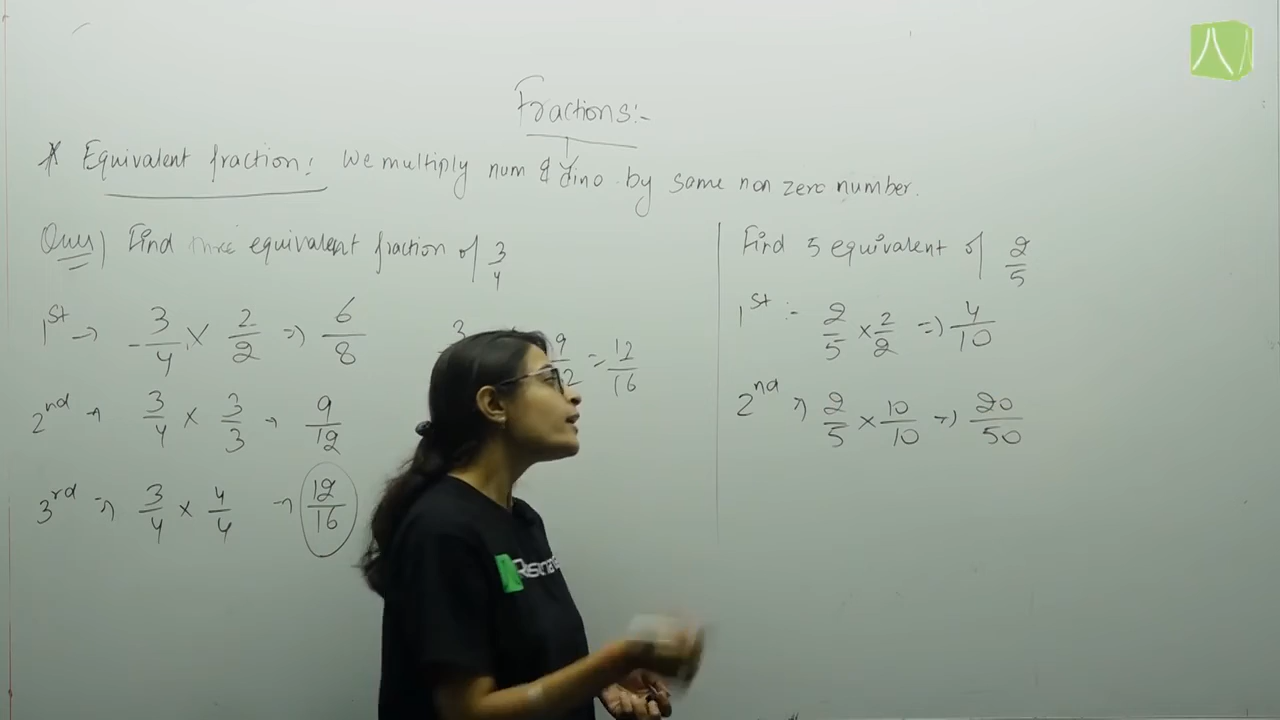 Fractions:-
* Equivalent fraction: We multiply num & dino. by same non zero number.
Ques) Find three equivalent fraction of 3/4
1st → 3/4 × 2/2 ⇒ 6/8
2nd → 3/4 × 3/3 → 9/12
3rd ⇒ 3/4 × 4/4 → 12/16
3 9 2 = 12/16
Find 5 equivalent of 2/5
1st :- 2/5 × 2/2 ⇒ 4/10
2nd → 2/5 × 10/10 ⇒ 20/50